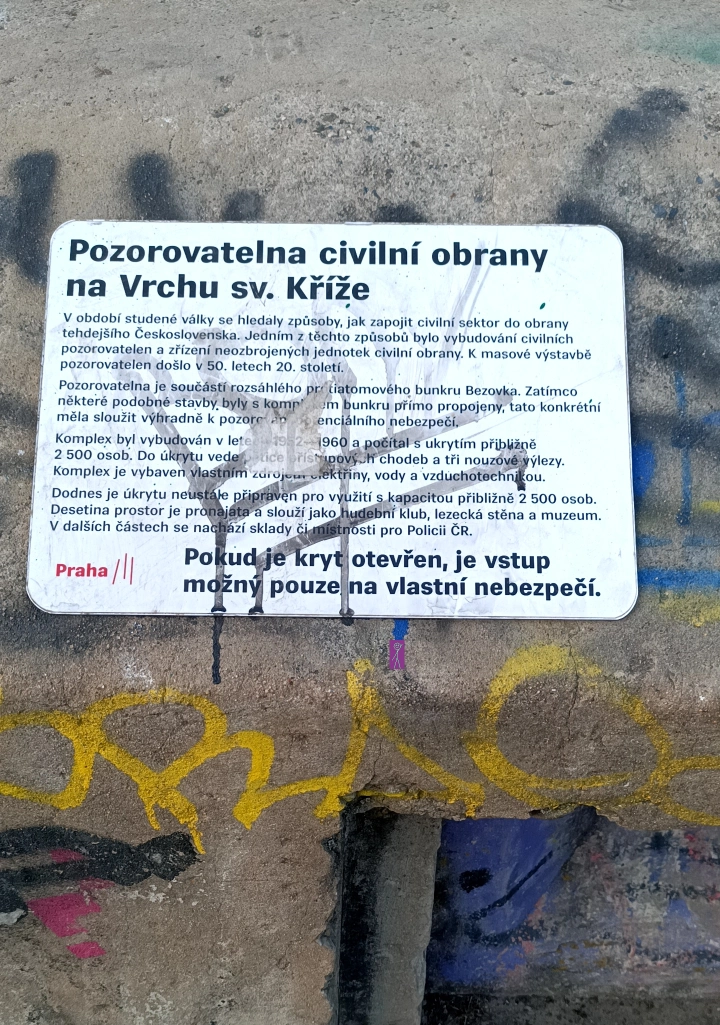 Pozorovatelna civilní obrany
na Vrchu sv. Kříže
V období studené války se hledaly způsoby, jak zapojit civilní sektor do obrany
tehdejšího Československa. Jedním z těchto způsobů bylo vybudování civilních
pozorovatelen a zřízení neozbrojených jednotek civilní obrany. K masové výstavbě
pozorovatelen došlo v 50. letech 20. století.
Pozorovatelna je součástí rozsáhlého protiatomového bunkru Bezovka. Zatímco
některé podobné stavby byly s komplexem bunkru přímo propojeny, tato konkrétní
měla sloužit výhradně k pozorování potenciálního nebezpečí.
Komplex byl vybudován v letech 1952–1960 a počítal s ukrytím přibližně
2 500 osob. Do úkrytu vede přístupových chodeb a tři nouzové výlezy.
Komplex je vybaven vlastním zdrojem elektřiny, vody a vzduchotechnikou.
Dodnes je úkrytu neustále připraven pro využití s kapacitou přibližně 2 500 osob.
Desetina prostor je pronajata a slouží jako hudební klub, lezecká stěna a muzeum.
V dalších částech se nachází sklady či místnosti pro Policii ČR.
Praha
Pokud je kryt otevřen, je vstup
možný pouze na vlastní nebezpečí.